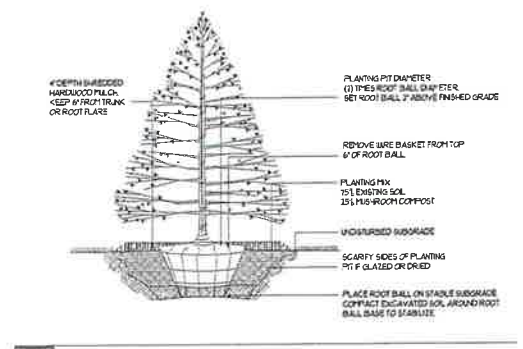 4" DEPTH SHREDDED
HARDWOOD MULCH.
KEEP 6" FROM TRUNK
OR ROOT FLARE
PLANTING PIT DIAMETER
TIMES ROOT BALL DIAMETER
SET ROOT BALL 2" ABOVE FINISHED GRADE
REMOVE WIRE BASKET FROM TOP
6" OF ROOT BALL
PLANTING MIX
75% EXISTING SOIL
25% MUSHROOM COMPOST
UNDISTURBED SUBGRADE
SCARIFY SIDES OF PLANTING
PIT IF GLAZED OR DRIED
PLACE ROOT BALL ON STABLE SUBGRADE
COMPACT EXCAVATED SOIL AROUND ROOT
BALL BASE TO STABILIZE